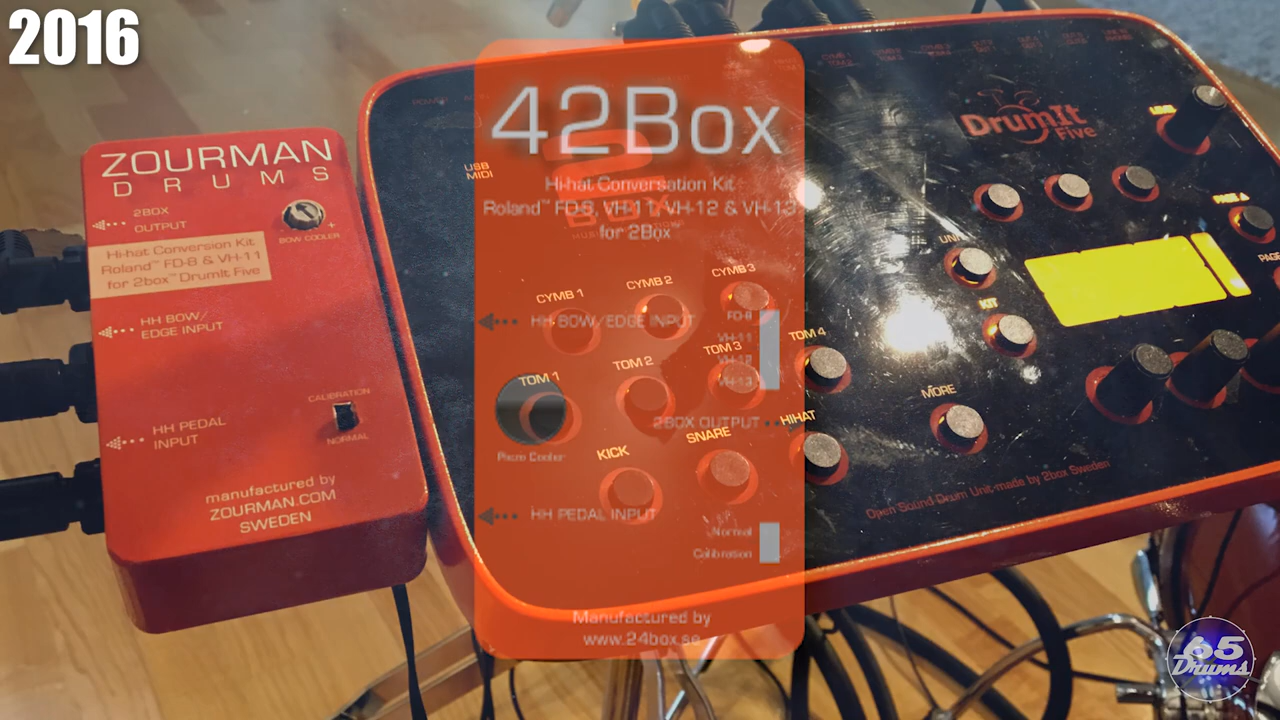 2016
ZOURMAN
DRUMS
2BOX
OUTPUT
BOW COOLER
Hi-hat Conversion Kit
Roland™ FD-8 & VH-11
for 2box™ DrumIt Five
HH BOW/
EDGE INPUT
CALIBRATION
NORMAL
HH PEDAL
INPUT
manufactured by
ZOURMAN.COM
SWEDEN
42Box
Hi-hat Conversation Kit
Roland™ FD-8, VH-11, VH-12 & VH-13
for 2Box
HH BOW/EDGE INPUT
FD-8
VH-11
VH-12
VH-13
2BOX OUTPUT
HH PEDAL INPUT
Normal
Calibration
Manufactured by
www.24box.se
USB
MIDI
DrumIt
Five
LEVEL
CYMB 1
CYMB 2
CYMB 3
TOM 1
TOM 2
TOM 3
TOM 4
KICK
SNARE
HIHAT
UNIT
KIT
MORE
PAGE
Open Sound Drum Unit-made by 2box Sweden
65
Drums